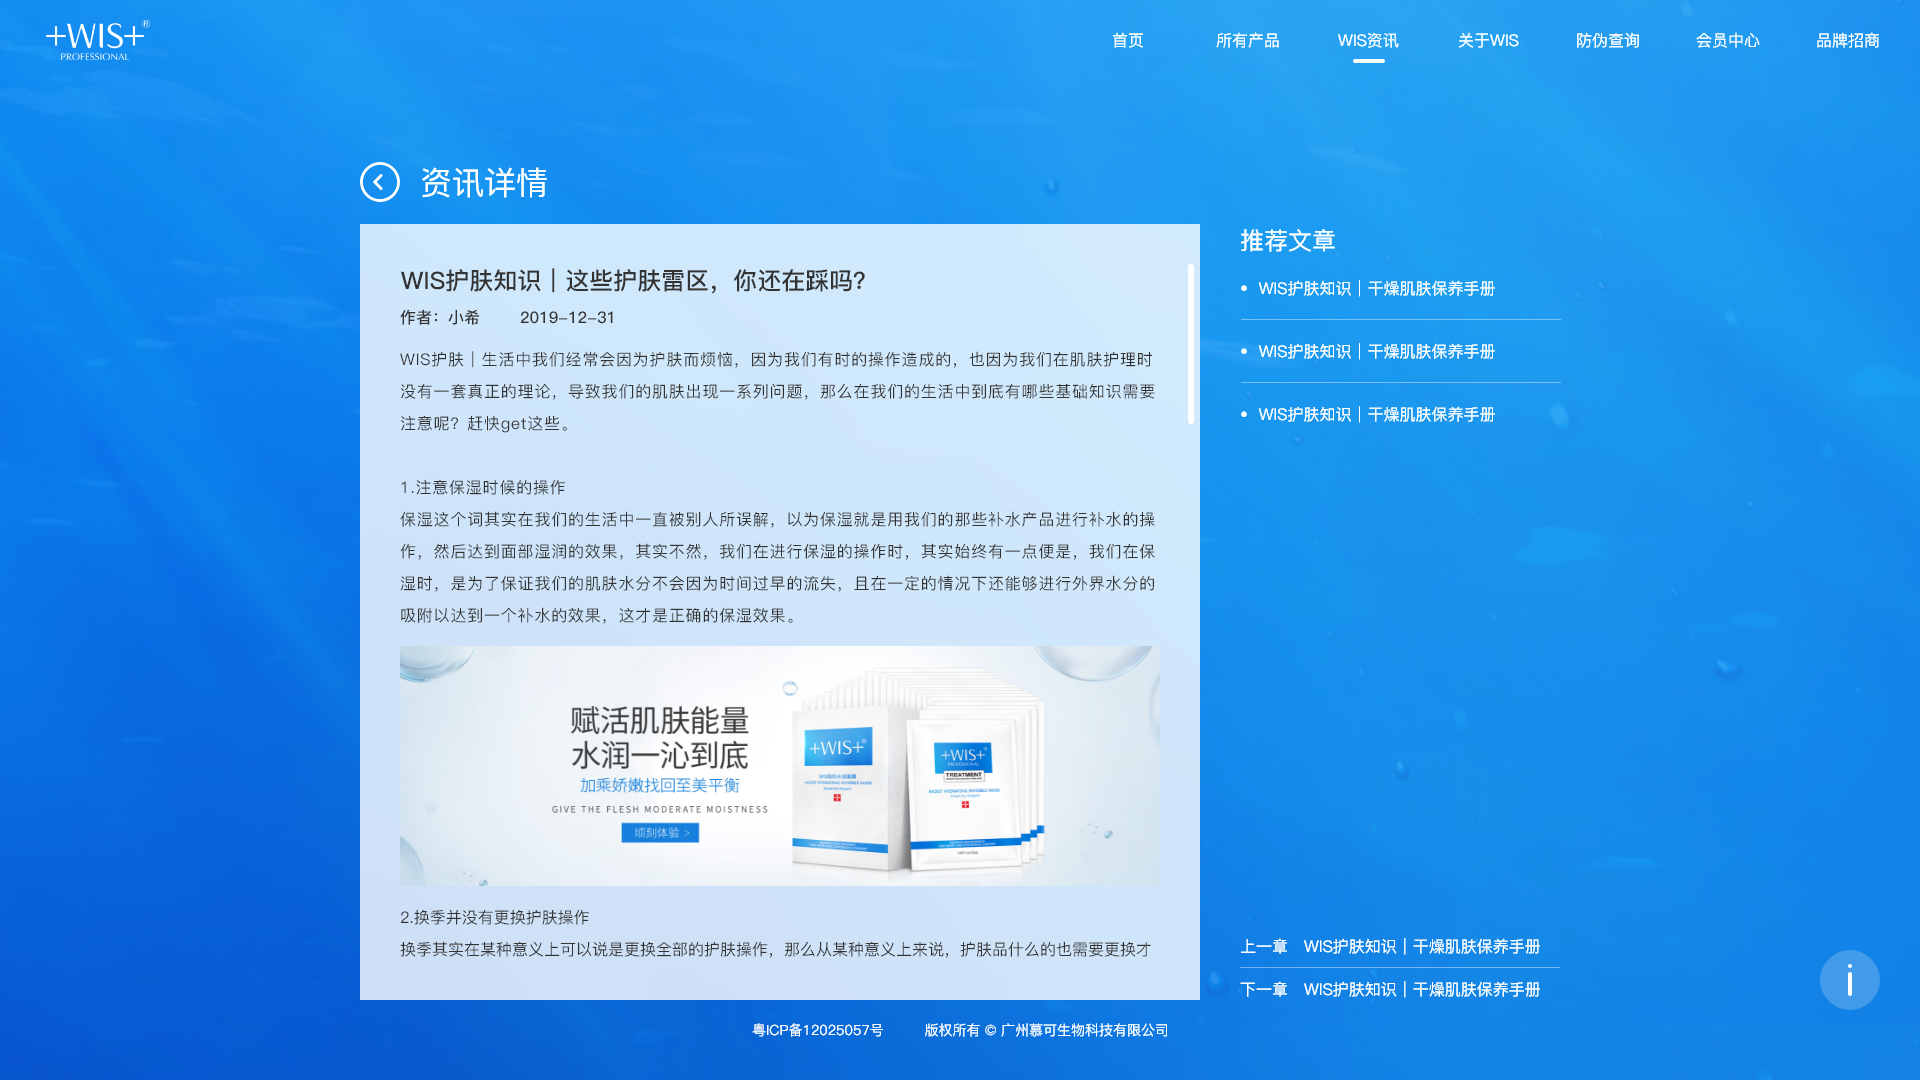 +WIS+®
PROFESSIONAL
首页 所有产品 WIS资讯 关于WIS 防伪查询 会员中心 品牌招商
资讯详情
WIS护肤知识｜这些护肤雷区，你还在踩吗?
作者：小希 2019-12-31
WIS护肤｜生活中我们经常会因为护肤而烦恼，因为我们有时的操作造成的，也因为我们在肌肤护理时
没有一套真正的理论，导致我们的肌肤出现一系列问题，那么在我们的生活中到底有哪些基础知识需要
注意呢？赶快get这些。
1.注意保湿时候的操作
保湿这个词其实在我们的生活中一直被别人所误解，以为保湿就是用我们的那些补水产品进行补水的操
作，然后达到面部湿润的效果，其实不然，我们在进行保湿的操作时，其实始终有一点便是，我们在保
湿时，是为了保证我们的肌肤水分不会因为时间过早的流失，且在一定的情况下还能够进行外界水分的
吸附以达到一个补水的效果，这才是正确的保湿效果。
赋活肌肤能量
水润一沁到底
加乘娇嫩找回至美平衡
GIVE THE FLESH MODERATE MOISTNESS
顷刻体验 >
+WIS+®
MOIST HYDRATING INVISIBLE MASK
+WIS+®
PROFESSIONAL
TREATMENT
MOIST HYDRATING INVISIBLE MASK
2.换季并没有更换护肤操作
换季其实在某种意义上可以说是更换全部的护肤操作，那么从某种意义上来说，护肤品什么的也需要更换才
推荐文章
• WIS护肤知识｜干燥肌肤保养手册
• WIS护肤知识｜干燥肌肤保养手册
• WIS护肤知识｜干燥肌肤保养手册
上一章 WIS护肤知识｜干燥肌肤保养手册
下一章 WIS护肤知识｜干燥肌肤保养手册
粤ICP备12025057号 版权所有 © 广州慕可生物科技有限公司